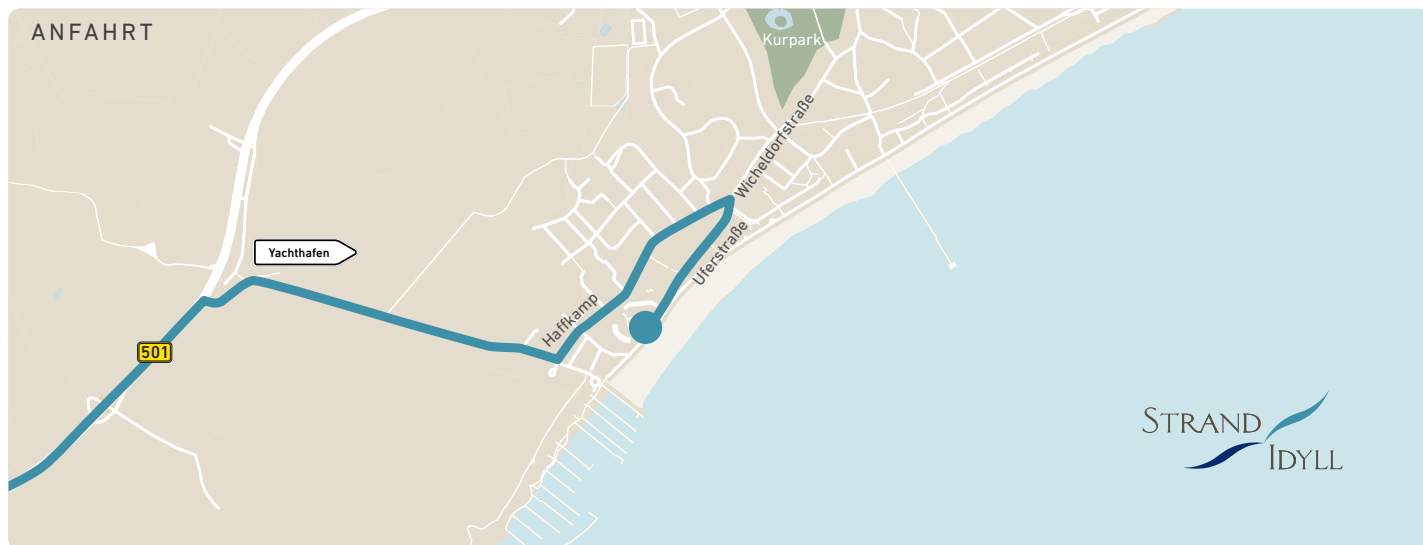 ANFAHRT
Kurpark
Wicheldorfstraße
Uferstraße
Yachthafen
Haffkamp
501
STRAND
IDYLL